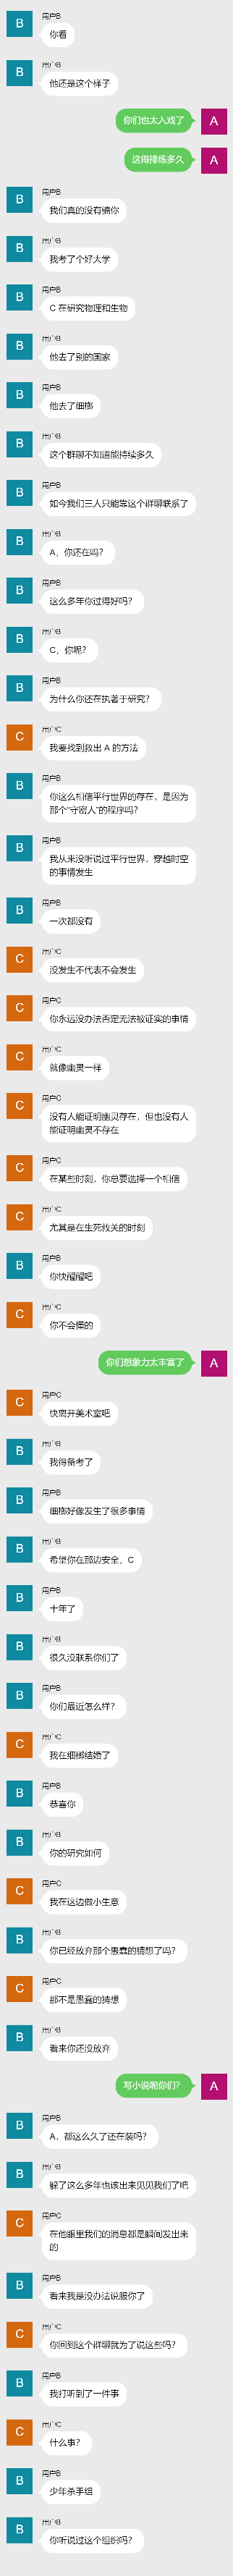 B
用户B
你看
B
用户B
他还是这个样子
你们也太入戏了
A
这得排练多久
A
B
用户B
我们真的没有骗你
B
用户B
我考了个好大学
B
用户B
C 在研究物理和生物
B
用户B
他去了别的国家
B
用户B
他去了细梆
B
用户B
这个群聊不知道能持续多久
B
用户B
如今我们三人只能靠这个群聊联系了
B
用户B
A，你还在吗？
B
用户B
这么多年你过得好吗？
B
用户B
C，你呢？
B
用户B
为什么你还在执著于研究？
C
用户C
我要找到救出 A 的方法
B
用户B
你这么相信平行世界的存在，是因为
那个“守密人”的程序吗？
B
用户B
我从来没听说过平行世界，穿越时空
的事情发生
B
用户B
一次都没有
C
用户C
没发生不代表不会发生
C
用户C
你永远没办法否定无法被证实的事情
C
用户C
就像幽灵一样
C
用户C
没有人能证明幽灵存在，但也没有人
能证明幽灵不存在
C
用户C
在某些时刻，你总要选择一个相信
C
用户C
尤其是在生死攸关的时刻
B
用户B
你快醒醒吧
C
用户C
你不会懂的
你们想象力太丰富了
A
C
用户C
快离开美术室吧
B
用户B
我得备考了
B
用户B
细梆好像发生了很多事情
B
用户B
希望你在那边安全，C
B
用户B
十年了
B
用户B
很久没联系你们了
B
用户B
你们最近怎么样？
C
用户C
我在细梆结婚了
B
用户B
恭喜你
B
用户B
你的研究如何
C
用户C
我在这边做小生意
B
用户B
你已经放弃那个愚蠢的猜想了吗？
C
用户C
那不是愚蠢的猜想
B
用户B
看来你还没放弃
写小说呢你们？
A
B
用户B
A，都这么久了还在装吗？
B
用户B
躲了这么多年也该出来见见我们了吧
C
用户C
在他眼里我们的消息都是瞬间发出来
的
B
用户B
看来我是没办法说服你了
C
用户C
你回到这个群聊就为了说这些吗？
B
用户B
我打听到了一件事
C
用户C
什么事？
B
用户B
少年杀手组
B
用户B
你听说过这个组织吗？